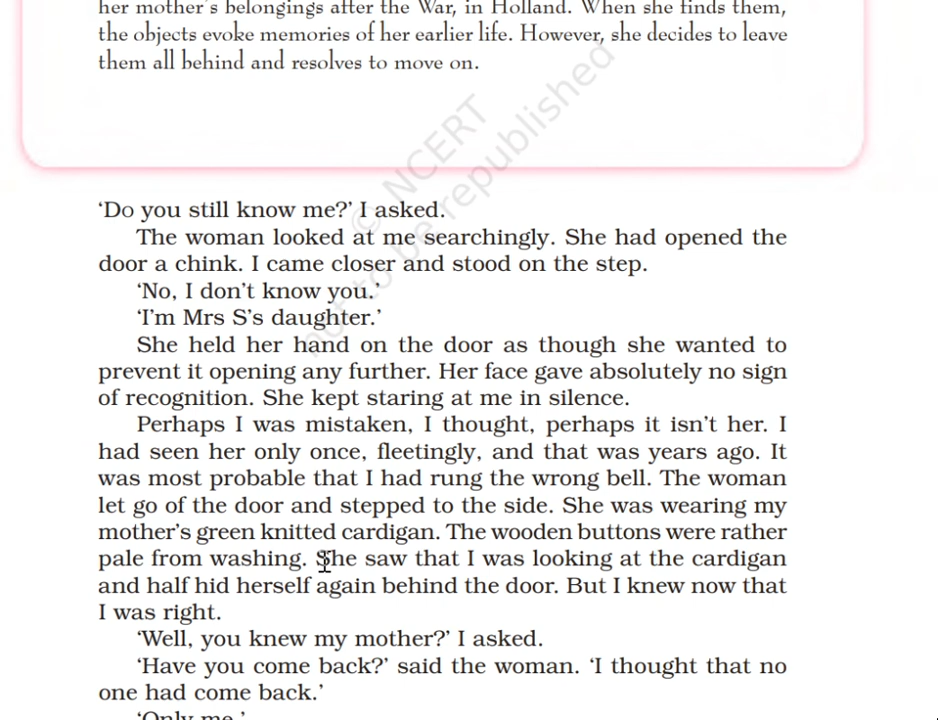 her mother's belongings after the War, in Holland. When she finds them,
the objects evoke memories of her earlier life. However, she decides to leave
them all behind and resolves to move on.
© NCERT
not to be republished
‘Do you still know me?’ I asked.
The woman looked at me searchingly. She had opened the
door a chink. I came closer and stood on the step.
‘No, I don’t know you.’
‘I’m Mrs S’s daughter.’
She held her hand on the door as though she wanted to
prevent it opening any further. Her face gave absolutely no sign
of recognition. She kept staring at me in silence.
Perhaps I was mistaken, I thought, perhaps it isn’t her. I
had seen her only once, fleetingly, and that was years ago. It
was most probable that I had rung the wrong bell. The woman
let go of the door and stepped to the side. She was wearing my
mother’s green knitted cardigan. The wooden buttons were rather
pale from washing. She saw that I was looking at the cardigan
and half hid herself again behind the door. But I knew now that
I was right.
‘Well, you knew my mother?’ I asked.
‘Have you come back?’ said the woman. ‘I thought that no
one had come back.’
‘Only me.’